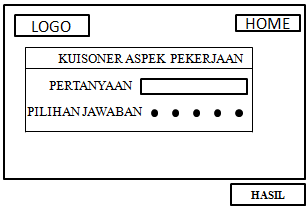 LOGO
HOME
KUISONER ASPEK PEKERJAAN
PERTANYAAN
PILIHAN JAWABAN
HASIL